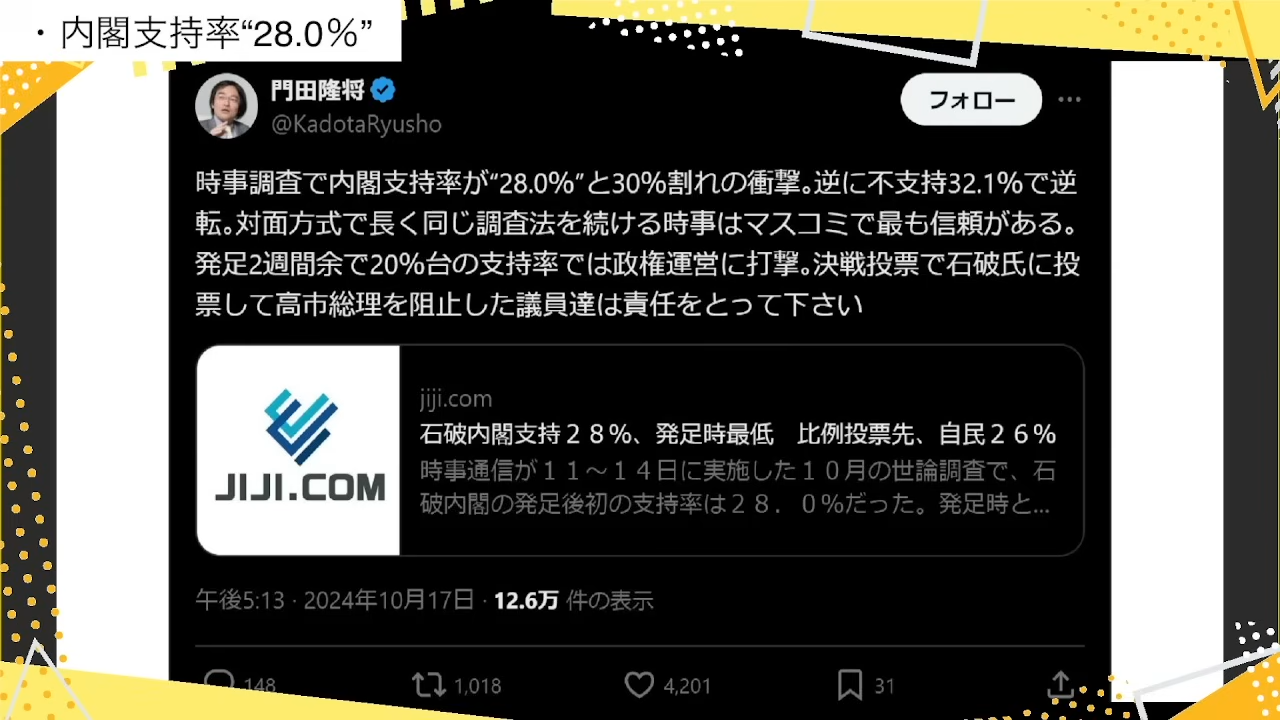 ・内閣支持率“28.0％”
門田隆将
@KadotaRyusho
フォロー
時事調査で内閣支持率が“28.0％”と30％割れの衝撃。逆に不支持32.1％で逆
転。対面方式で長く同じ調査法を続ける時事はマスコミで最も信頼がある。
発足2週間余で20％台の支持率では政権運営に打撃。決戦投票で石破氏に投
票して高市総理を阻止した議員達は責任をとって下さい
JIJI.COM
jiji.com
石破内閣支持２８％、発足時最低　比例投票先、自民２６％
時事通信が１１～１４日に実施した１０月の世論調査で、石
破内閣の発足後初の支持率は２８．０％だった。発足時と...
午後5:13 · 2024年10月17日 · 12.6万 件の表示
148 1,018 4,201 31